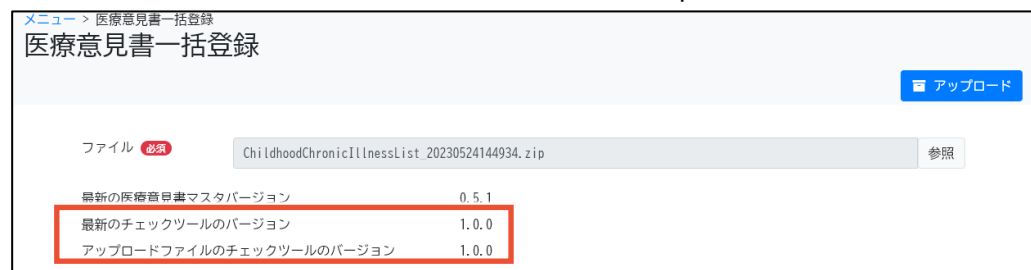 メニュー > 医療意見書一括登録
医療意見書一括登録
アップロード
ファイル 必須 ChildhoodChronicIllnessList_20230524144934.zip 参照
最新の医療意見書マスタバージョン 0.5.1
最新のチェックツールのバージョン 1.0.0
アップロードファイルのチェックツールのバージョン 1.0.0